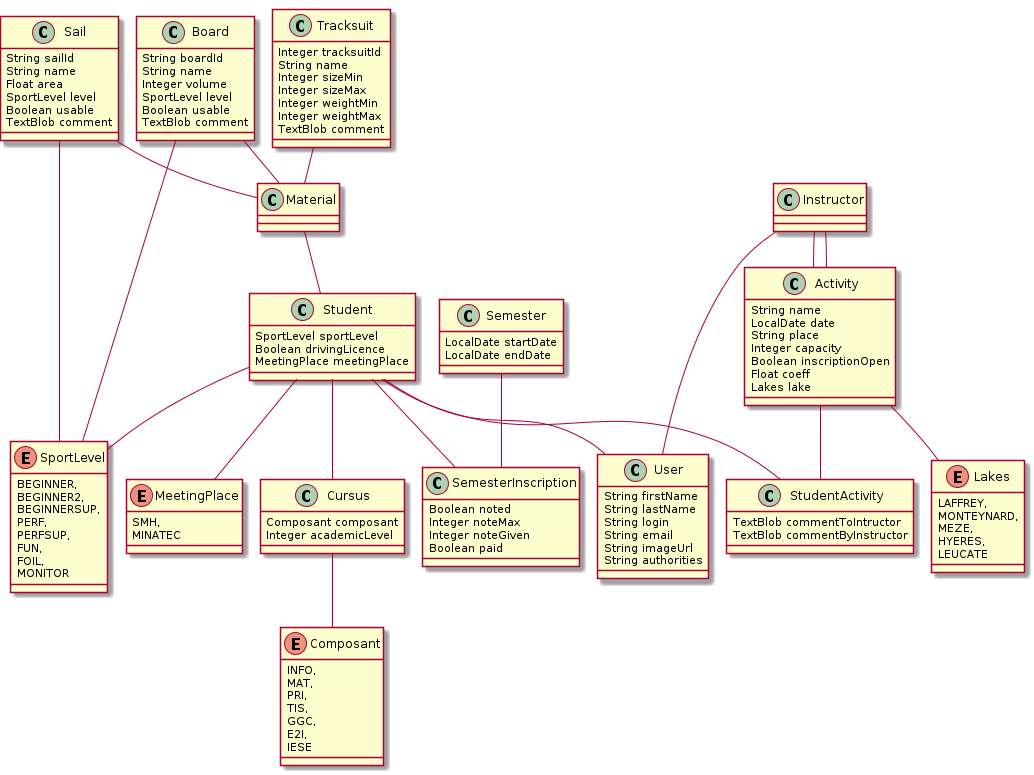 C Sail
String sailId
String name
Float area
SportLevel level
Boolean usable
TextBlob comment
C Board
String boardId
String name
Integer volume
SportLevel level
Boolean usable
TextBlob comment
C Tracksuit
Integer tracksuitId
String name
Integer sizeMin
Integer sizeMax
Integer weightMin
Integer weightMax
TextBlob comment
C Material
C Instructor
C Student
SportLevel sportLevel
Boolean drivingLicence
MeetingPlace meetingPlace
C Semester
LocalDate startDate
LocalDate endDate
C Activity
String name
LocalDate date
String place
Integer capacity
Boolean inscriptionOpen
Float coeff
Lakes lake
E SportLevel
BEGINNER,
BEGINNER2,
BEGINNERSUP,
PERF,
PERFSUP,
FUN,
FOIL,
MONITOR
E MeetingPlace
SMH,
MINATEC
C Cursus
Composant composant
Integer academicLevel
C SemesterInscription
Boolean noted
Integer noteMax
Integer noteGiven
Boolean paid
C User
String firstName
String lastName
String login
String email
String imageUrl
String authorities
C StudentActivity
TextBlob commentToIntructor
TextBlob commentByInstructor
E Lakes
LAFFREY,
MONTEYNARD,
MEZE,
HYERES,
LEUCATE
E Composant
INFO,
MAT,
PRI,
TIS,
GGC,
E2I,
IESE